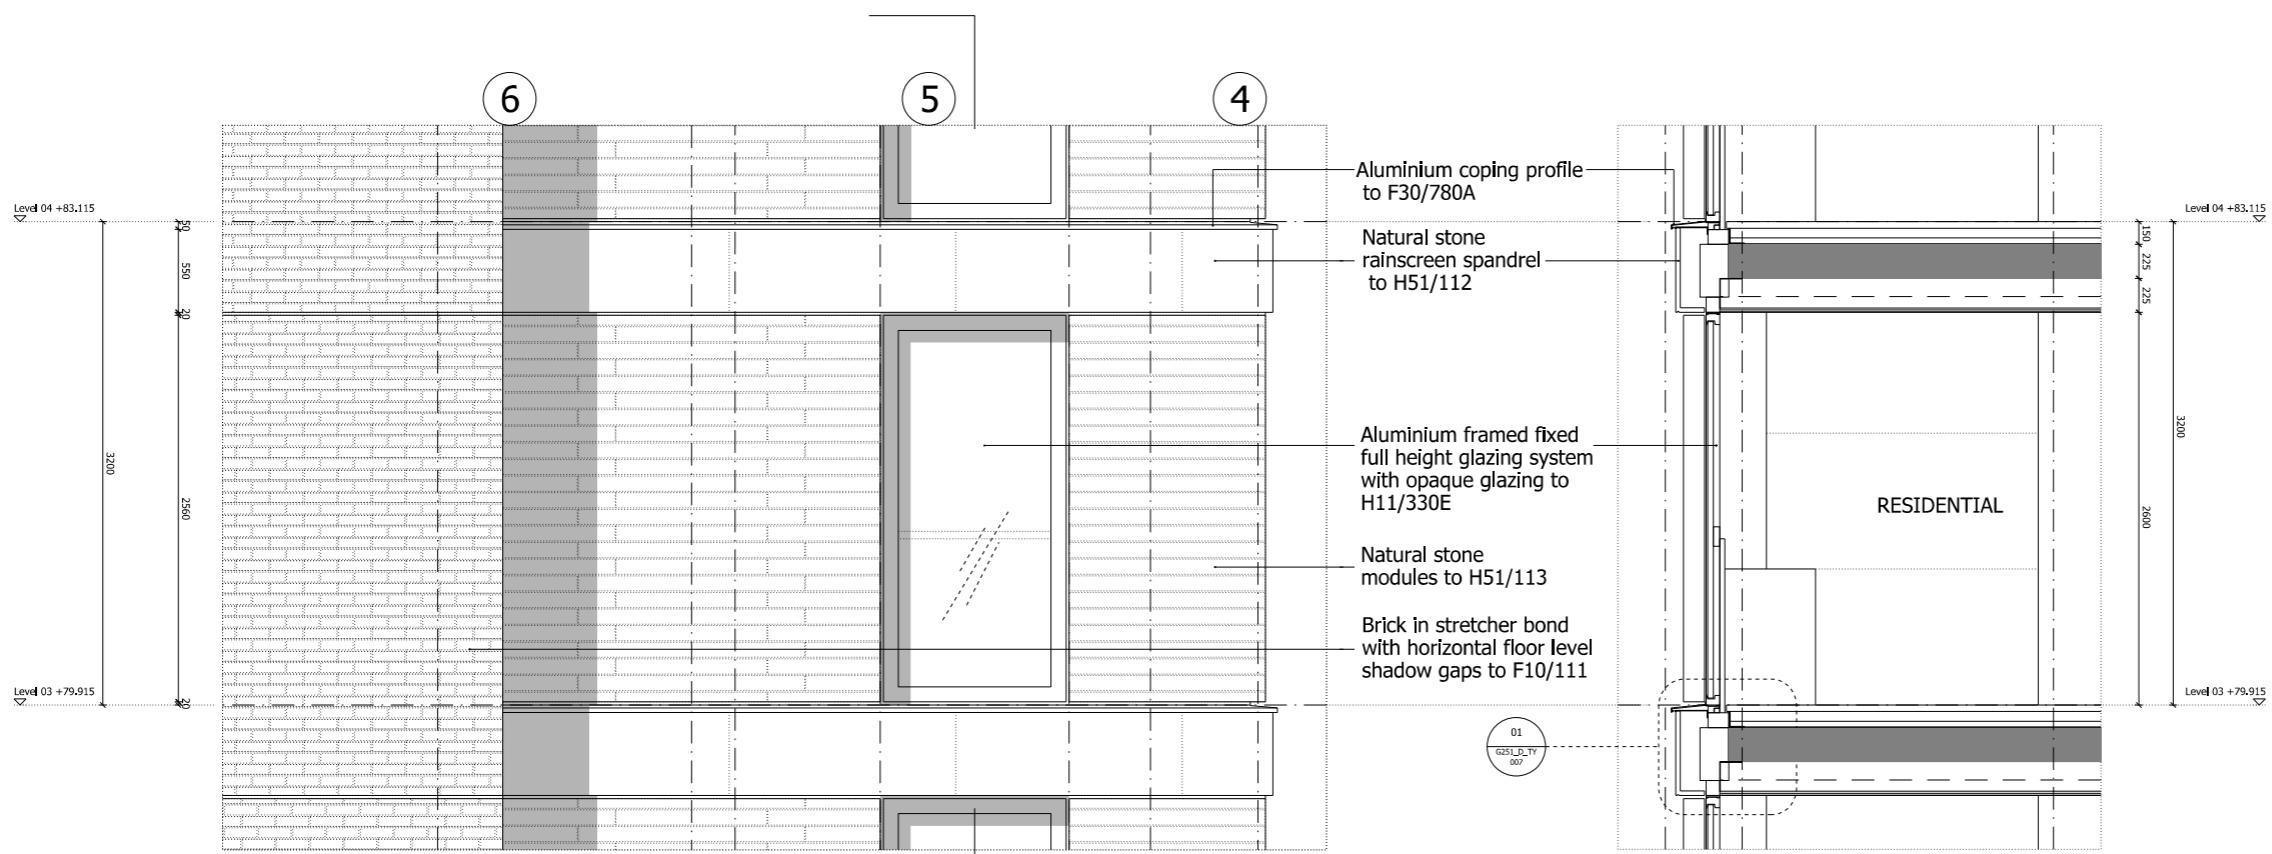 6
5
4
Level 04 +83.115
Level 04 +83.115
Aluminium coping profile
to F30/780A
Natural stone
rainscreen spandrel
to H51/112
50
550
20
150
225
225
3200
2560
3200
2600
Aluminium framed fixed
full height glazing system
with opaque glazing to
H11/330E
RESIDENTIAL
Natural stone
modules to H51/113
Brick in stretcher bond
with horizontal floor level
shadow gaps to F10/111
Level 03 +79.915
20
Level 03 +79.915
01
G251_D_TY
007